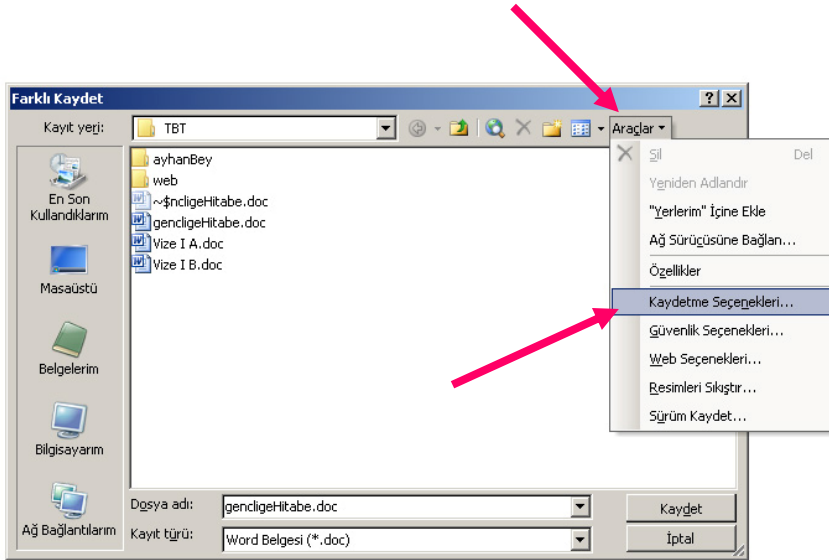 Farklı Kaydet
Kayıt yeri:
TBT
Araçlar
En Son
Kullandıklarım
Masaüstü
Belgelerim
Bilgisayarım
Ağ Bağlantılarım
ayhanBey
web
~$ncligeHitabe.doc
gencligeHitabe.doc
Vize I A.doc
Vize I B.doc
Sil Del
Yeniden Adlandır
"Yerlerim" İçine Ekle
Ağ Sürücüsüne Bağlan...
Özellikler
Kaydetme Seçenekleri...
Güvenlik Seçenekleri...
Web Seçenekleri...
Resimleri Sıkıştır...
Sürüm Kaydet...
Dosya adı:
gencligeHitabe.doc
Kaydet
Kayıt türü:
Word Belgesi (*.doc)
İptal